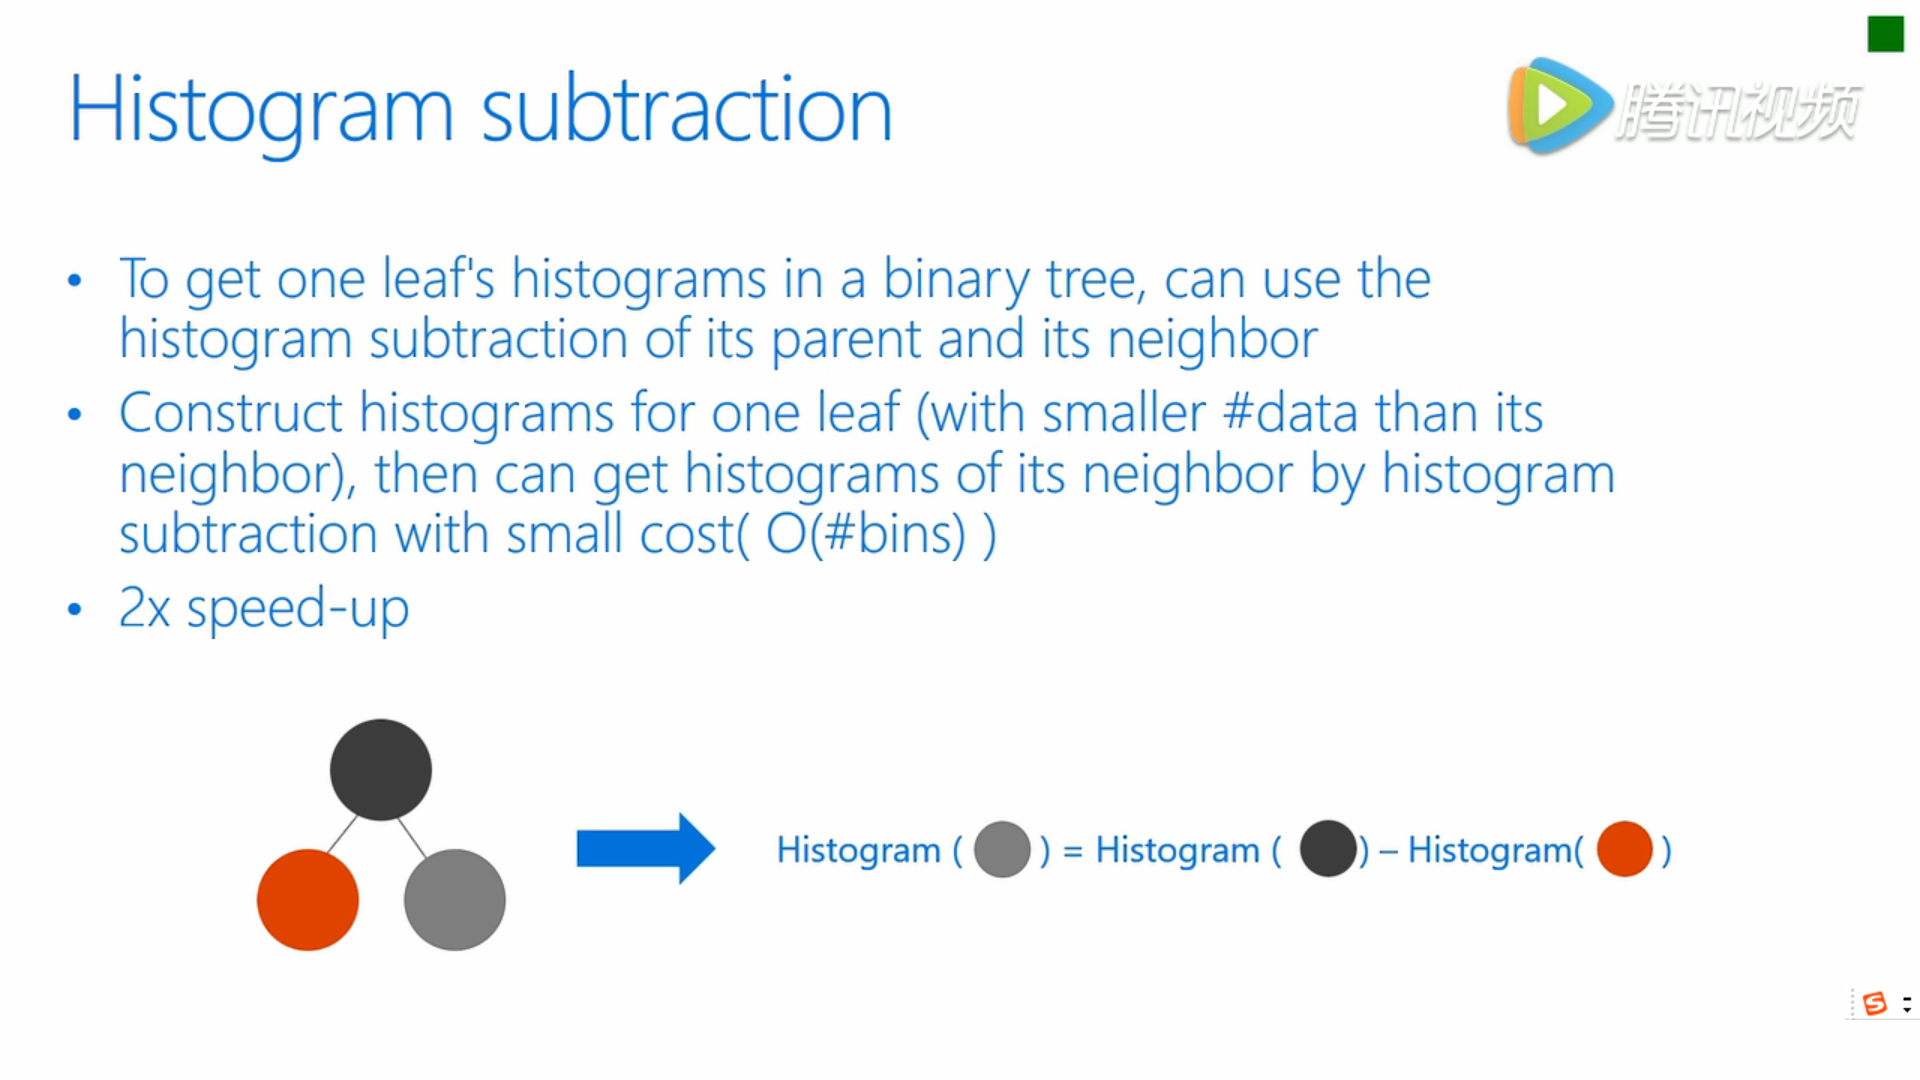 Histogram subtraction
腾讯视频
• To get one leaf's histograms in a binary tree, can use the
histogram subtraction of its parent and its neighbor
• Construct histograms for one leaf (with smaller #data than its
neighbor), then can get histograms of its neighbor by histogram
subtraction with small cost( O(#bins) )
• 2x speed-up
Histogram ( ) = Histogram ( ) – Histogram( )
S